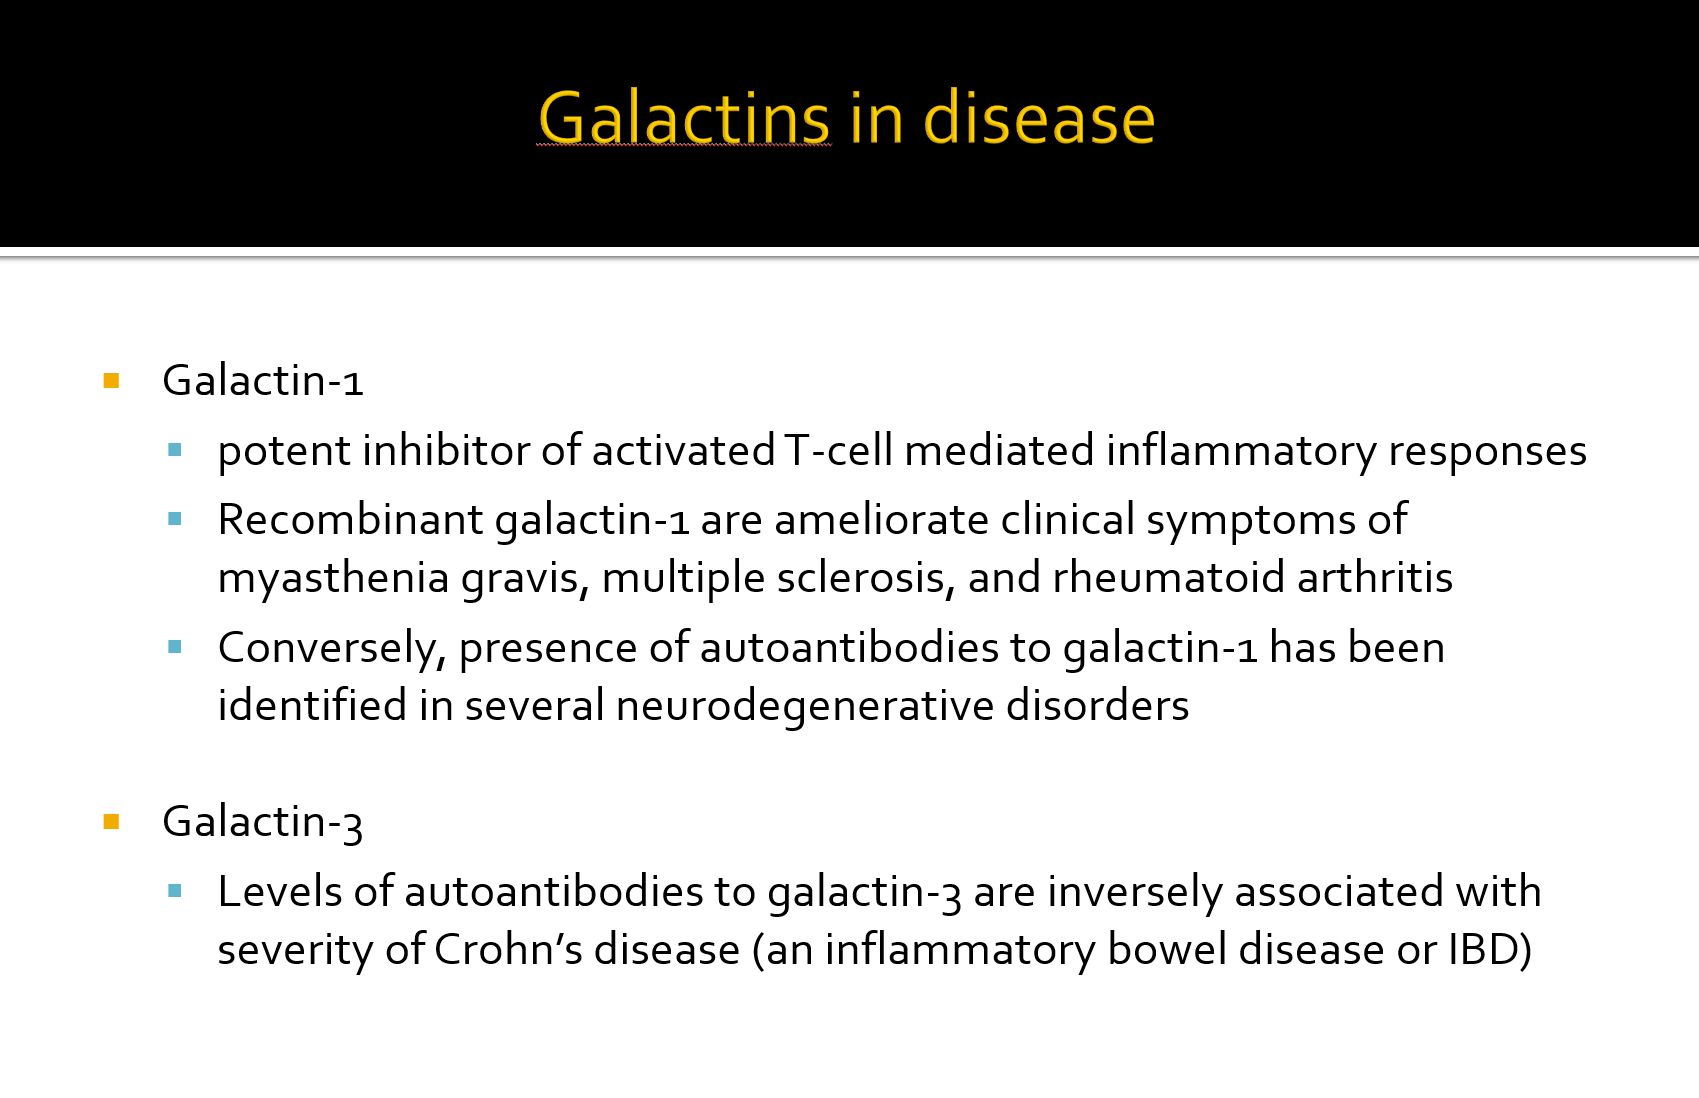 Galactins in disease
Galactin-1
potent inhibitor of activated T-cell mediated inflammatory responses
Recombinant galactin-1 are ameliorate clinical symptoms of
myasthenia gravis, multiple sclerosis, and rheumatoid arthritis
Conversely, presence of autoantibodies to galactin-1 has been
identified in several neurodegenerative disorders
Galactin-3
Levels of autoantibodies to galactin-3 are inversely associated with
severity of Crohn’s disease (an inflammatory bowel disease or IBD)